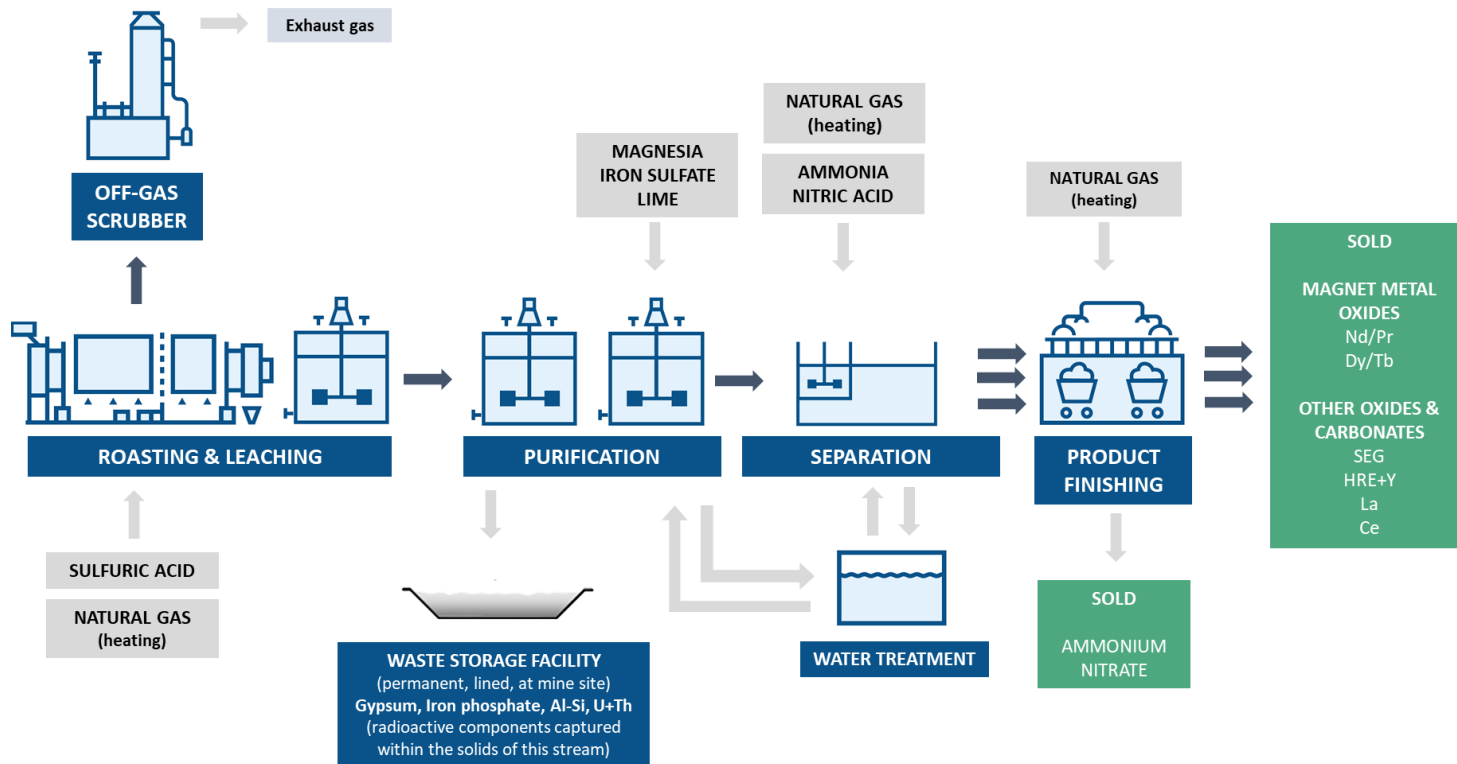 Exhaust gas
OFF-GAS
SCRUBBER
MAGNESIA
IRON SULFATE
LIME
NATURAL GAS
(heating)
AMMONIA
NITRIC ACID
NATURAL GAS
(heating)
ROASTING & LEACHING
PURIFICATION
SEPARATION
PRODUCT
FINISHING
SOLD
MAGNET METAL
OXIDES
Nd/Pr
Dy/Tb
OTHER OXIDES &
CARBONATES
SEG
HRE+Y
La
Ce
SULFURIC ACID
NATURAL GAS
(heating)
WASTE STORAGE FACILITY
(permanent, lined, at mine site)
Gypsum, Iron phosphate, Al-Si, U+Th
(radioactive components captured
within the solids of this stream)
WATER TREATMENT
SOLD
AMMONIUM
NITRATE